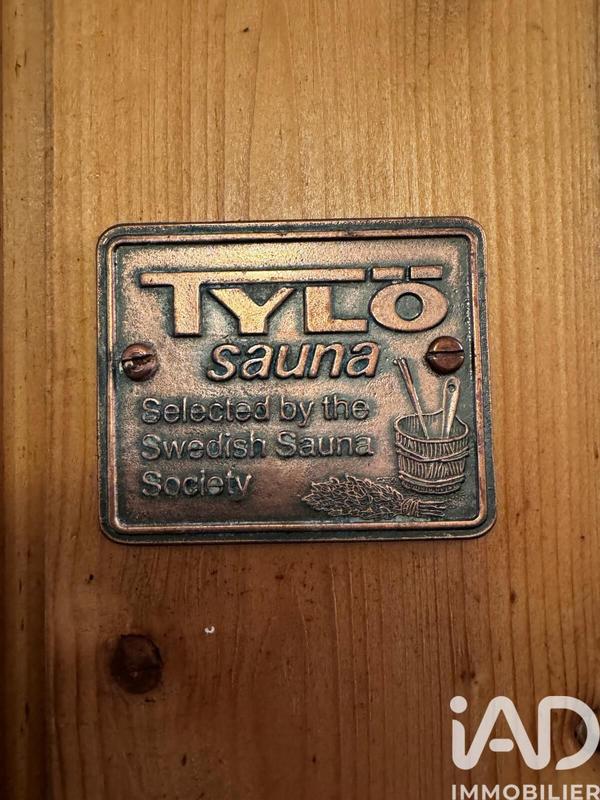 TYLÖ
sauna
Selected by the
Swedish Sauna
Society
iAD
IMMOBILIER